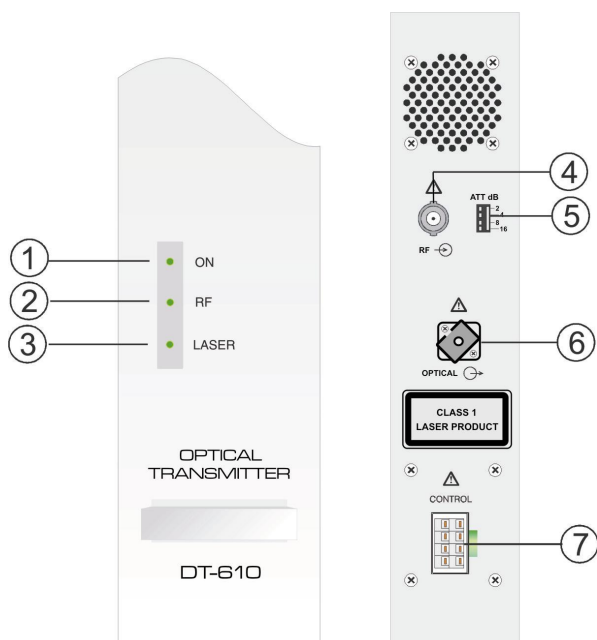 1
ON
2
RF
3
LASER
OPTICAL
TRANSMITTER
DT-610
4
ATT dB
2
4
8
16
5
RF
6
OPTICAL
CLASS 1
LASER PRODUCT
CONTROL
7